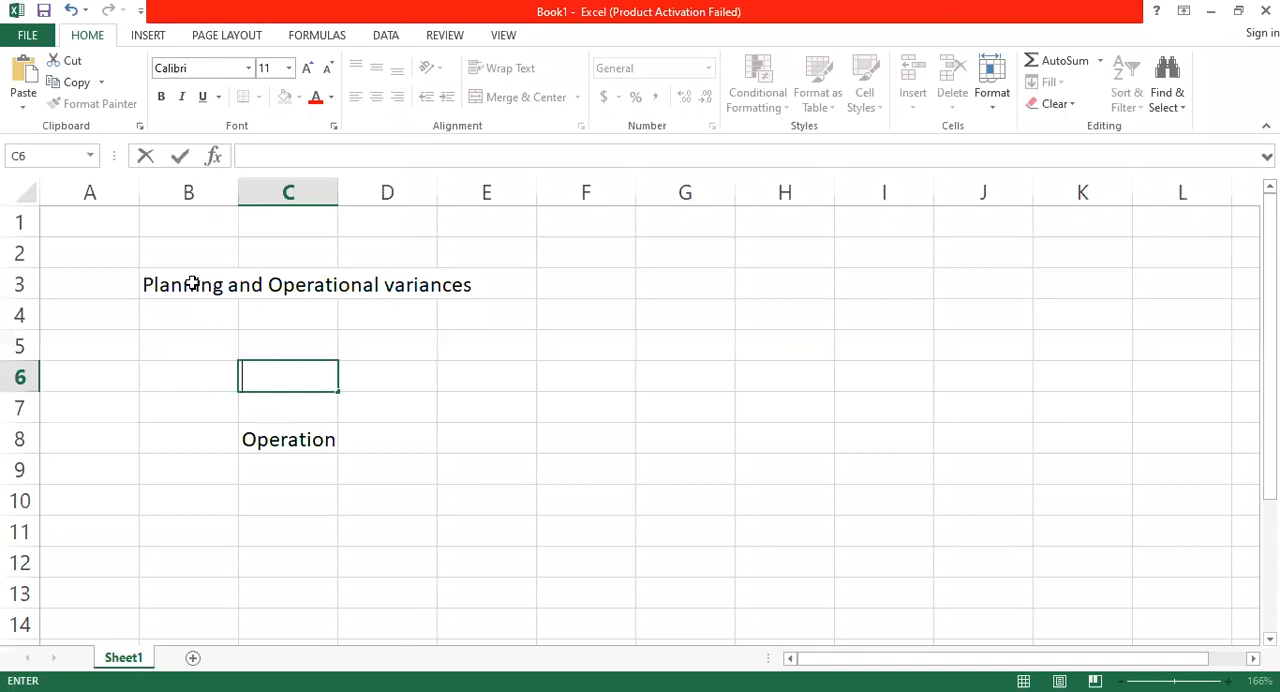 Book1 - Excel (Product Activation Failed)
?
FILE HOME INSERT PAGE LAYOUT FORMULAS DATA REVIEW VIEW Sign in
Paste Cut Copy Format Painter Clipboard
Calibri 11 A A B I U A Font
Wrap Text Merge & Center Alignment
General $ % , Number
Conditional Formatting Format as Table Cell Styles Styles
Insert Delete Format Cells
AutoSum Fill Clear Sort & Filter Find & Select Editing
C6 fx
A B C D E F G H I J K L
1
2
3 Planning and Operational variances
4
5
6
7
8 Operation
9
10
11
12
13
14
Sheet1
ENTER 166%